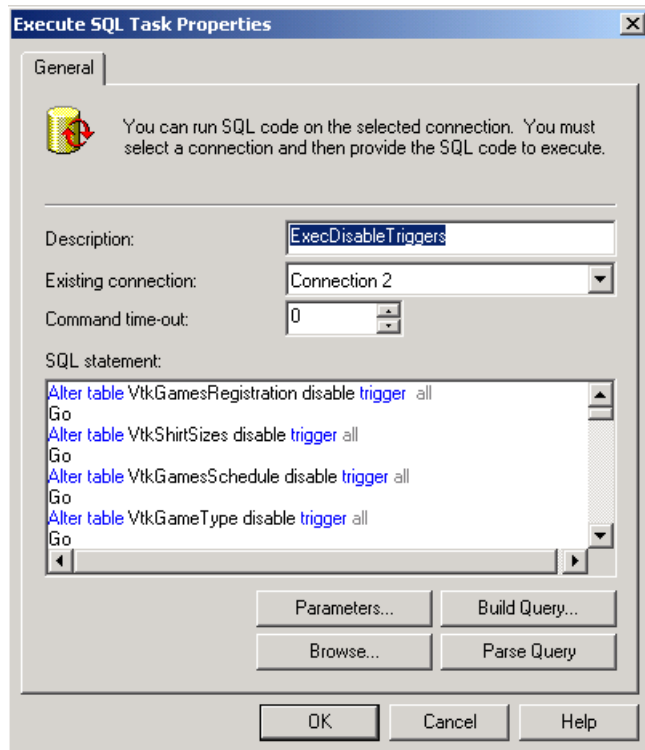 Execute SQL Task Properties
General
You can run SQL code on the selected connection. You must
select a connection and then provide the SQL code to execute.
Description:
ExecDisableTriggers
Existing connection:
Connection 2
Command time-out:
0
SQL statement:
Alter table VtkGamesRegistration disable trigger  all
Go
Alter table VtkShirtSizes disable trigger all
Go
Alter table VtkGamesSchedule disable trigger all
Go
Alter table VtkGameType disable trigger all
Go
Parameters...
Build Query...
Browse...
Parse Query
OK
Cancel
Help